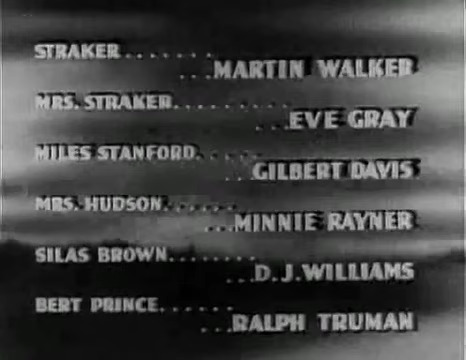 STRAKER........
...MARTIN WALKER
MRS. STRAKER..........
...EVE GRAY
MILES STANFORD......
...GILBERT DAVIS
MRS. HUDSON.......
...MINNIE RAYNER
SILAS BROWN........
...D.J.WILLIAMS
BERT PRINCE.......
...RALPH TRUMAN